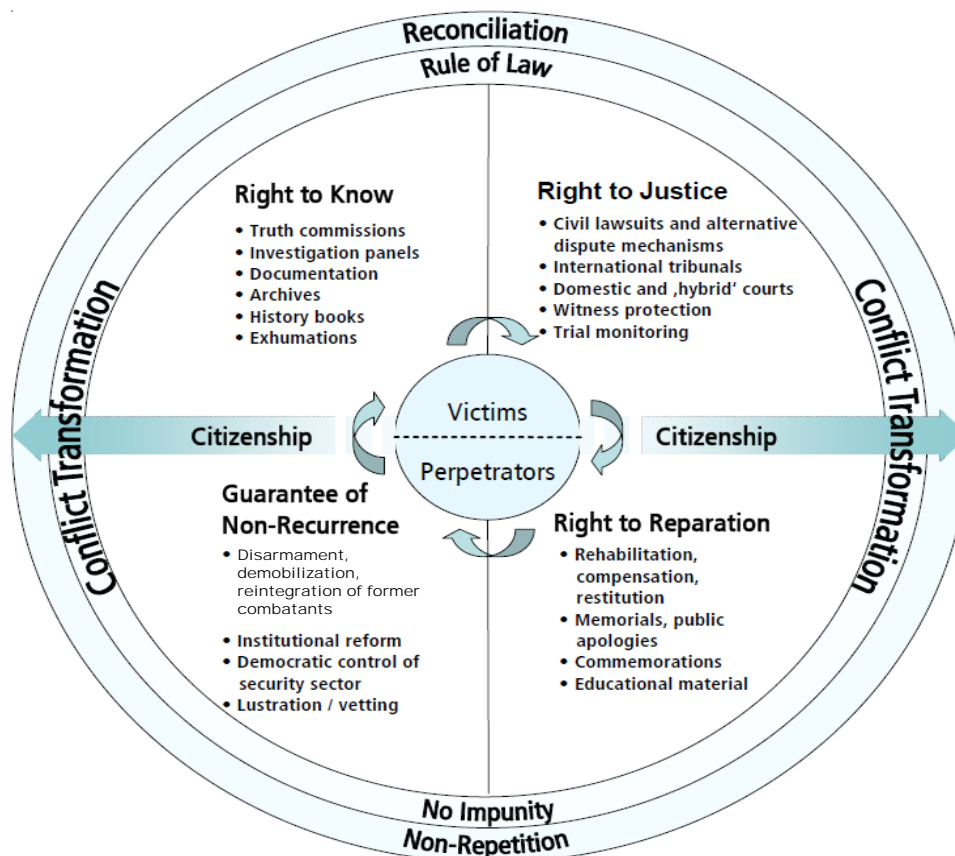 Reconciliation
Rule of Law
Right to Know
• Truth commissions
• Investigation panels
• Documentation
• Archives
• History books
• Exhumations
Right to Justice
• Civil lawsuits and alternative
dispute mechanisms
• International tribunals
• Domestic and ‚hybrid‘ courts
• Witness protection
• Trial monitoring
Conflict Transformation
Conflict Transformation
Citizenship
Victims
Perpetrators
Citizenship
Guarantee of
Non-Recurrence
• Disarmament,
demobilization,
reintegration of former
combatants
• Institutional reform
• Democratic control of
security sector
• Lustration / vetting
Right to Reparation
• Rehabilitation,
compensation,
restitution
• Memorials, public
apologies
• Commemorations
• Educational material
No Impunity
Non-Repetition